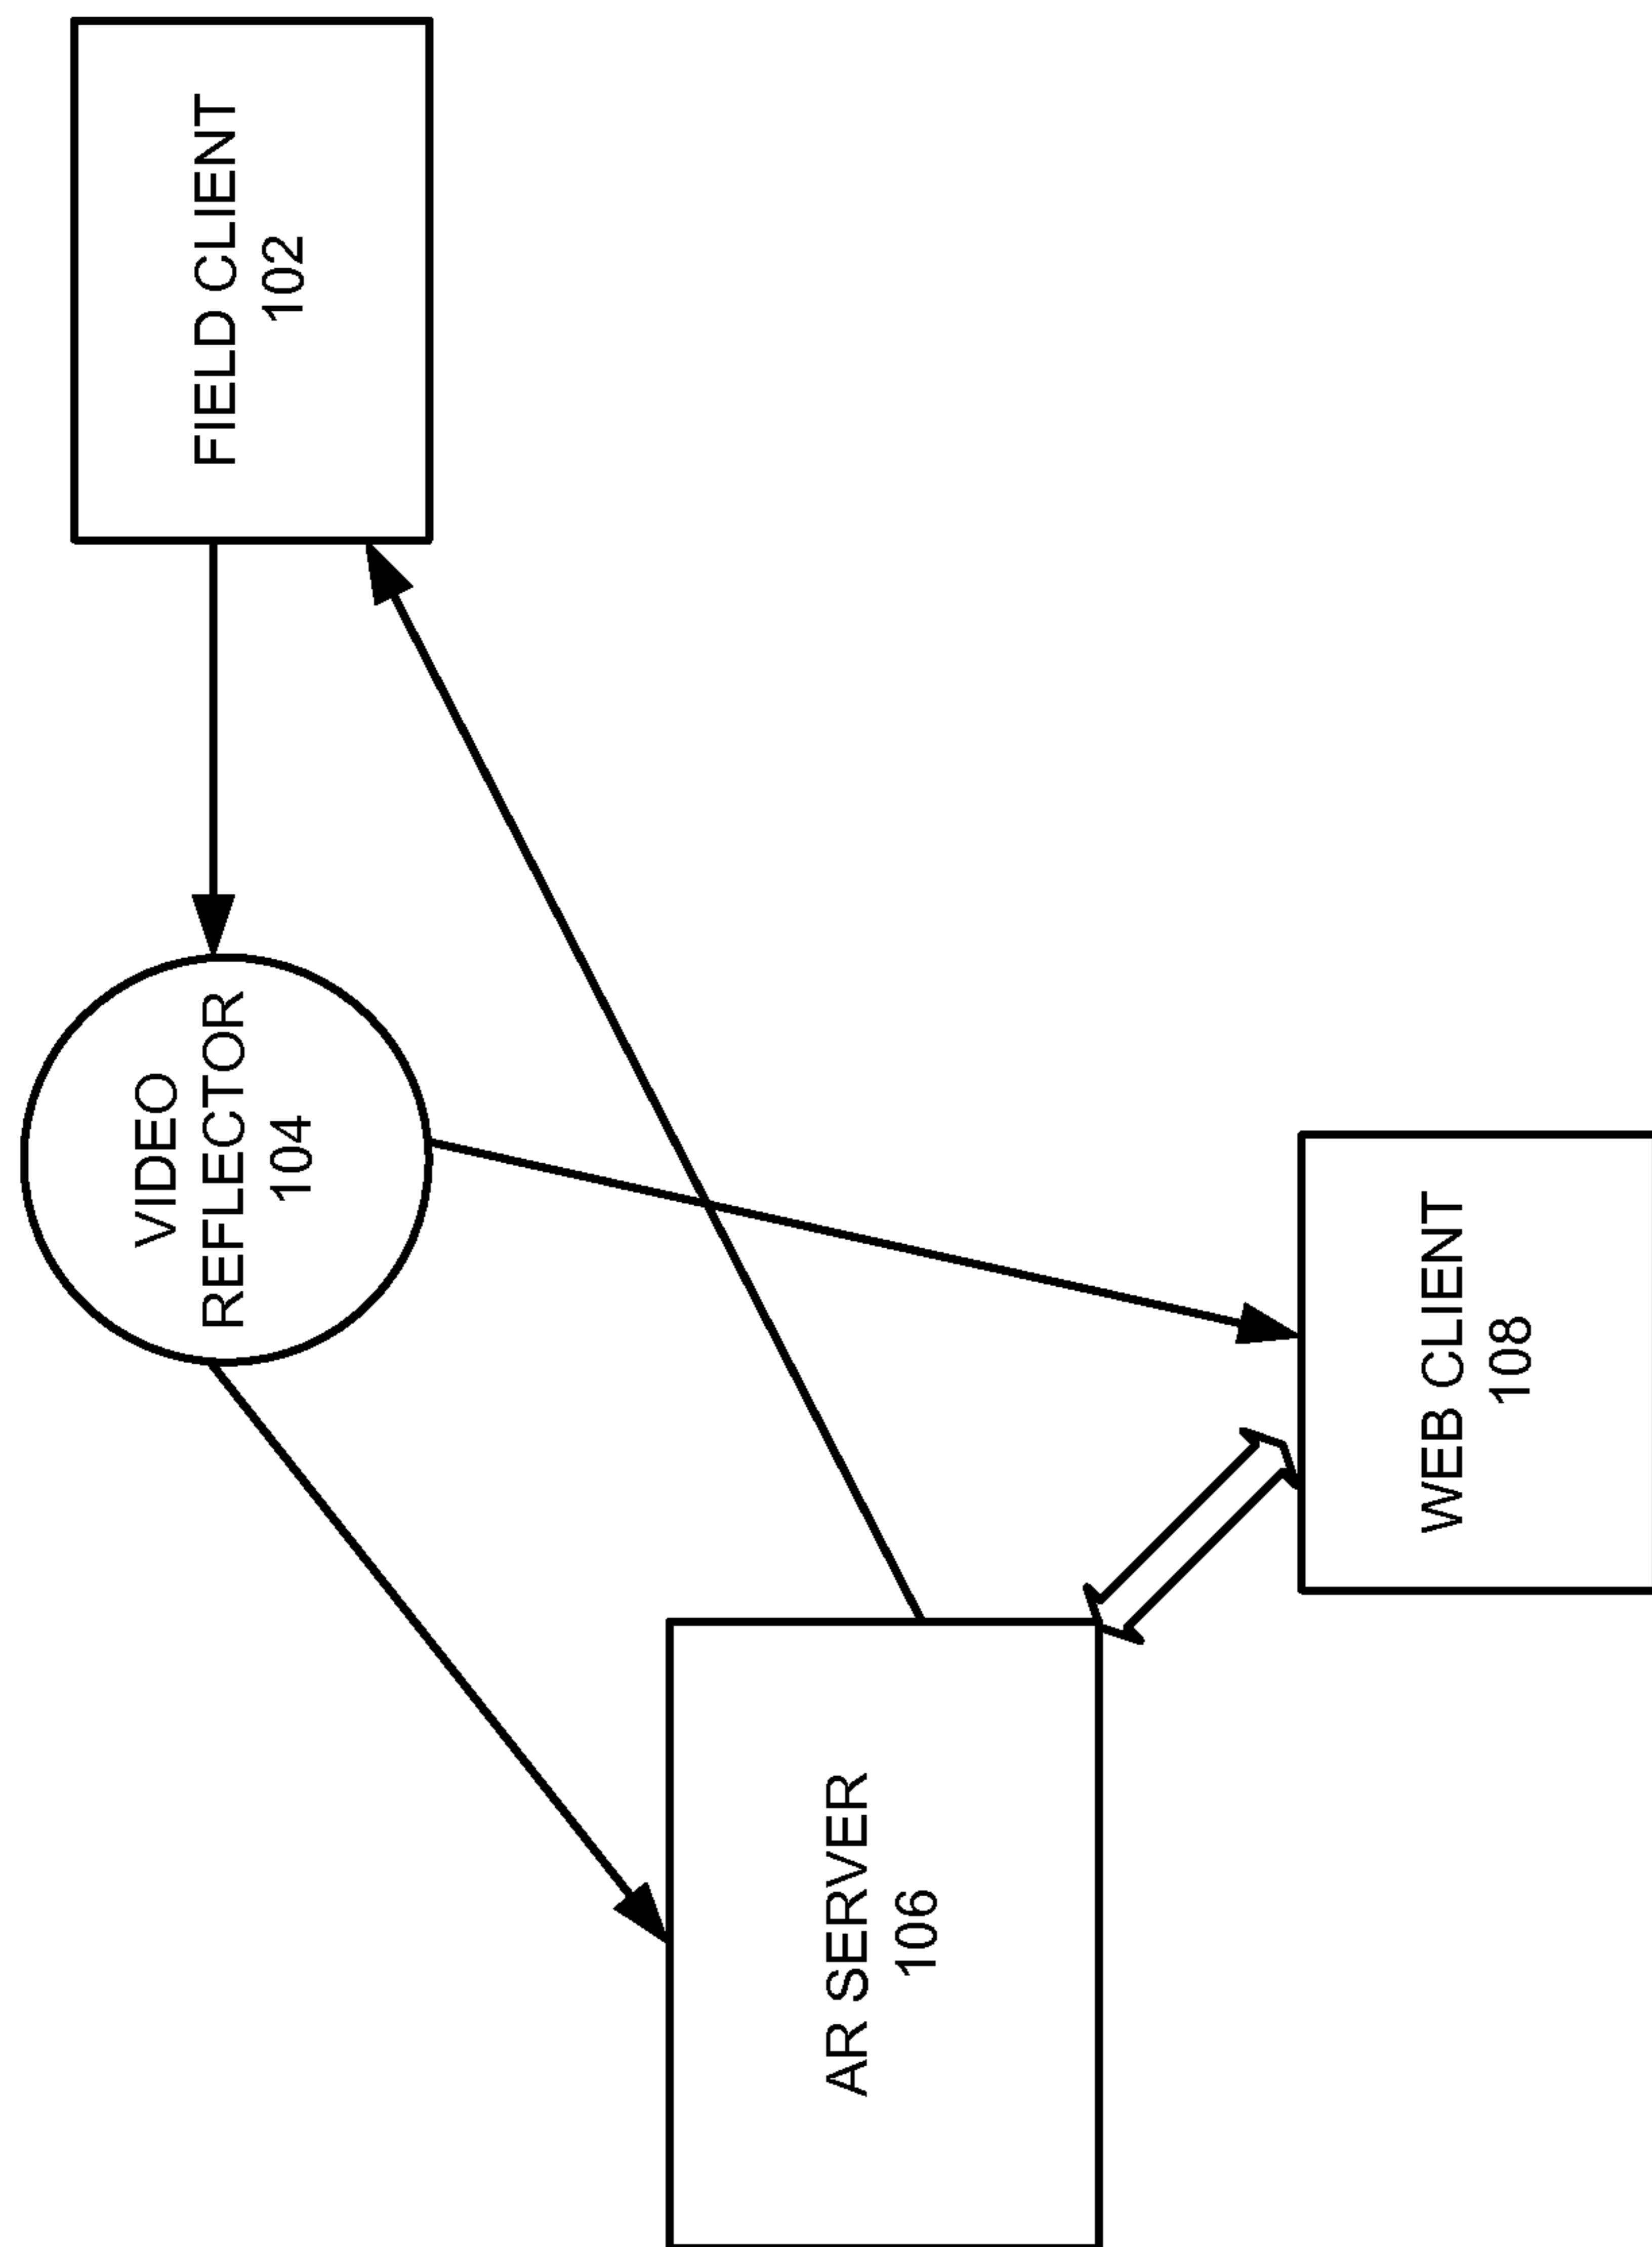 FIELD CLIENT
102
VIDEO
REFLECTOR
104
WEB CLIENT
108
AR SERVER
106